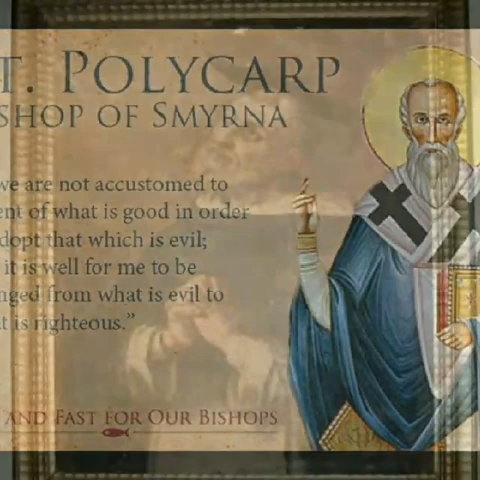 T. POLYCARP
SHOP OF SMYRNA
we are not accustomed to
ent of what is good in order
dopt that which is evil;
it is well for me to be
nged from what is evil to
t is righteous.”
AND FAST FOR OUR BISHOPS